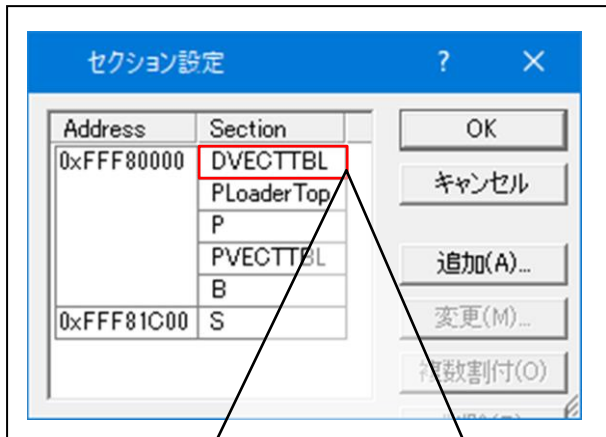 セクション設定 ? ×
Address Section
0xFFF80000 DVECTTBL
PLoaderTop
P
PVECTTBL
B
0xFFF81C00 S
OK
キャンセル
追加(A)...
変更(M)...
複数割付(O)